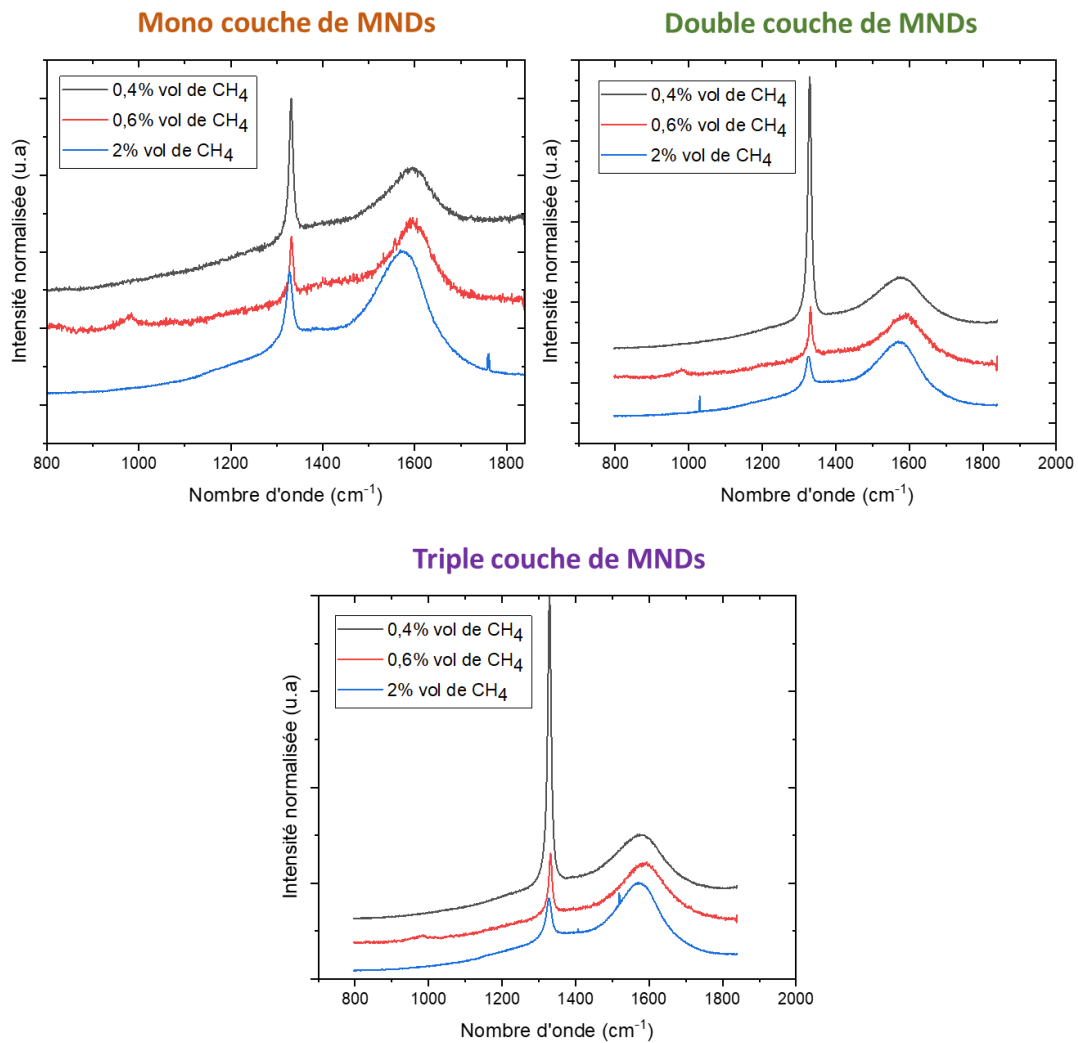 Mono couche de MNDs
Double couche de MNDs
0,4% vol de CH4
0,6% vol de CH4
2% vol de CH4
Intensité normalisée (u.a)
800 1000 1200 1400 1600 1800
Nombre d'onde (cm-1)
0,4% vol de CH4
0,6% vol de CH4
2% vol de CH4
Intensité normalisée (u.a)
800 1000 1200 1400 1600 1800 2000
Nombre d'onde (cm-1)
Triple couche de MNDs
0,4% vol de CH4
0,6% vol de CH4
2% vol de CH4
Intensité normalisée (u.a)
800 1000 1200 1400 1600 1800 2000
Nombre d'onde (cm-1)